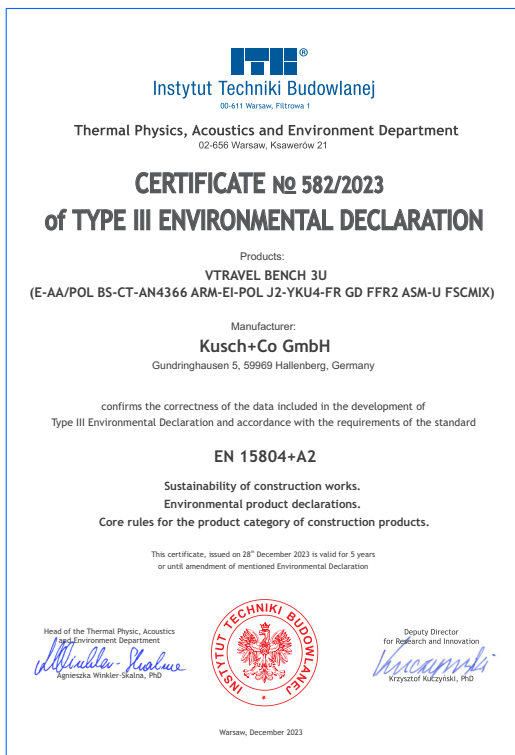 ITB®
Instytut Techniki Budowlanej
00-611 Warsaw, Filtrowa 1
Thermal Physics, Acoustics and Environment Department
02-656 Warsaw, Ksawerów 21
CERTIFICATE № 582/2023
of TYPE III ENVIRONMENTAL DECLARATION
Products:
VTRAVEL BENCH 3U
(E-AA/POL BS-CT-AN4366 ARM-EI-POL J2-YKU4-FR GD FFR2 ASM-U FSCMIX)
Manufacturer:
Kusch+Co GmbH
Gundringhausen 5, 59969 Hallenberg, Germany
confirms the correctness of the data included in the development of
Type III Environmental Declaration and accordance with the requirements of the standard
EN 15804+A2
Sustainability of construction works.
Environmental product declarations.
Core rules for the product category of construction products.
This certificate, issued on 28th December 2023 is valid for 5 years
or until amendment of mentioned Environmental Declaration
Head of the Thermal Physic, Acoustics
and Environment Department
AWinkler-Skalna
Agnieszka Winkler-Skalna, PhD
INSTYTUT TECHNIKI BUDOWLANEJ
Deputy Director
for Research and Innovation
Kuczyński
Krzysztof Kuczyński, PhD
Warsaw, December 2023